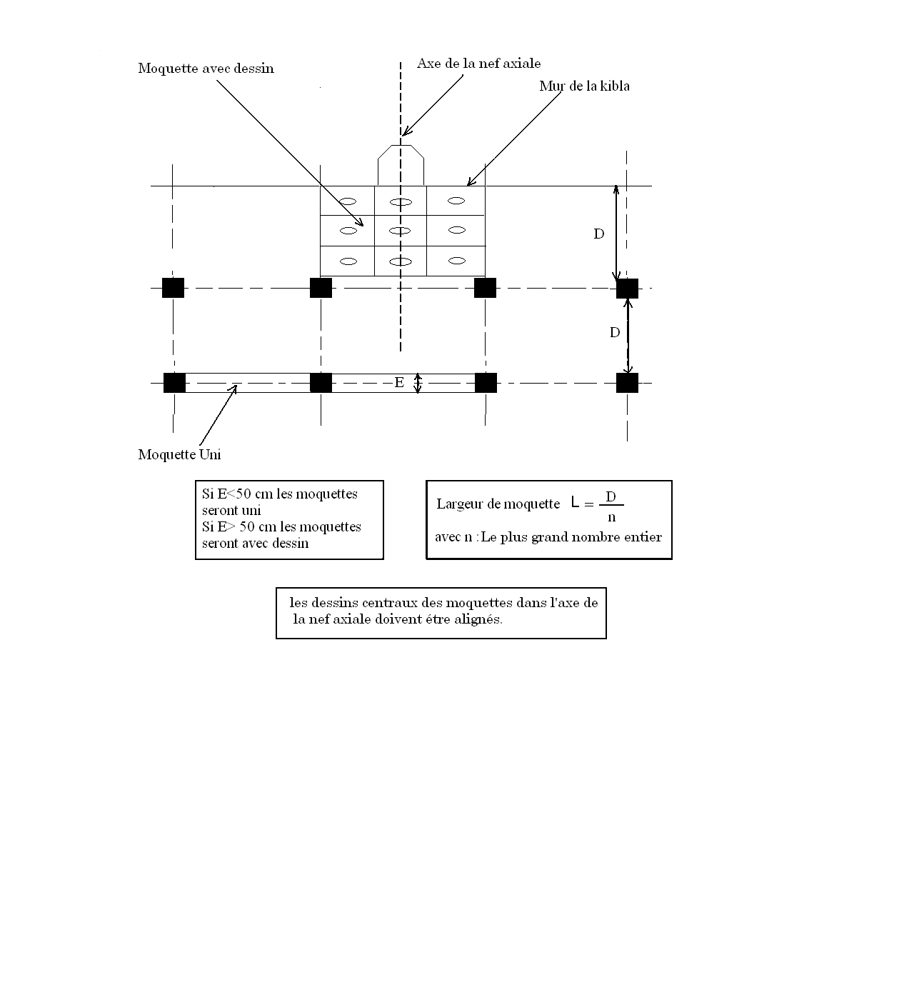 Moquette avec dessin
Axe de la nef axiale
Mur de la kibla
D
D
E
Moquette Uni
Si E<50 cm les moquettes
seront uni
Si E> 50 cm les moquettes
seront avec dessin
Largeur de moquette L = D
n
avec n : Le plus grand nombre entier
les dessins centraux des moquettes dans l'axe de
la nef axiale doivent étre alignés.